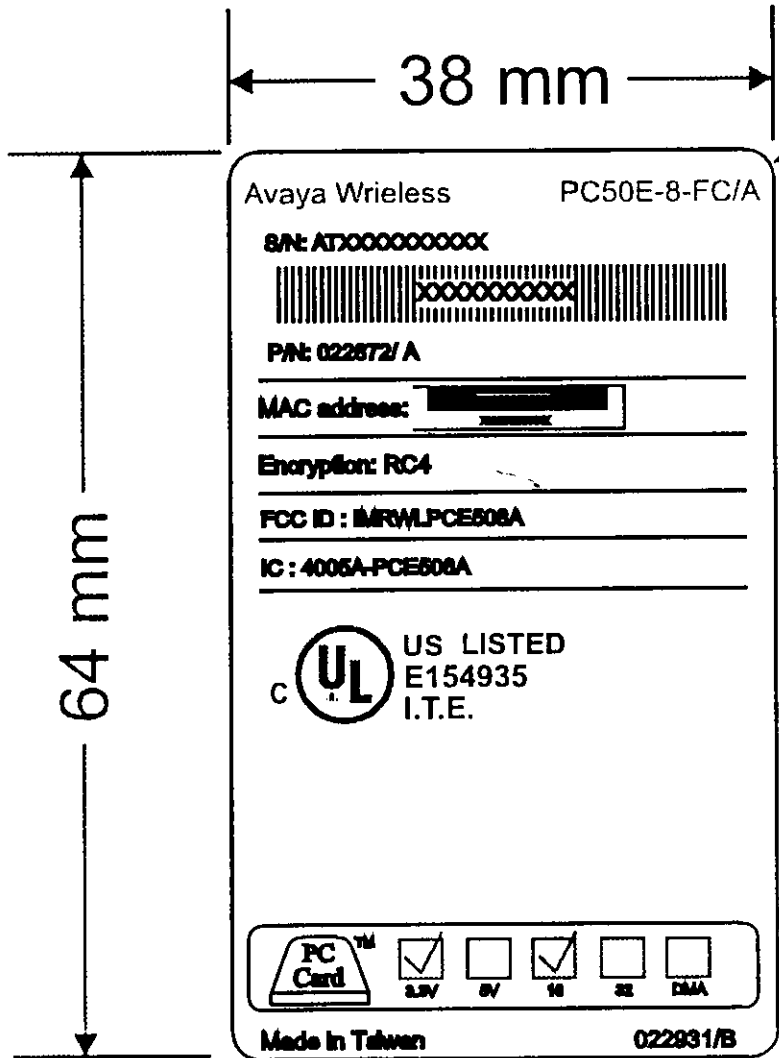 38 mm
64 mm
Avaya Wrieless PC50E-8-FC/A
S/N: ATXXXXXXXXXX
XXXXXXXXXX
P/N: 022672/ A
MAC address:
Encryption: RC4
FCC ID : IMRWLPCE508A
IC : 4005A-PCE508A
C UL US LISTED
E154935
I.T.E.
PC Card TM
3.3V 5V 16 32 DMA
Made In Taiwan 022931/B